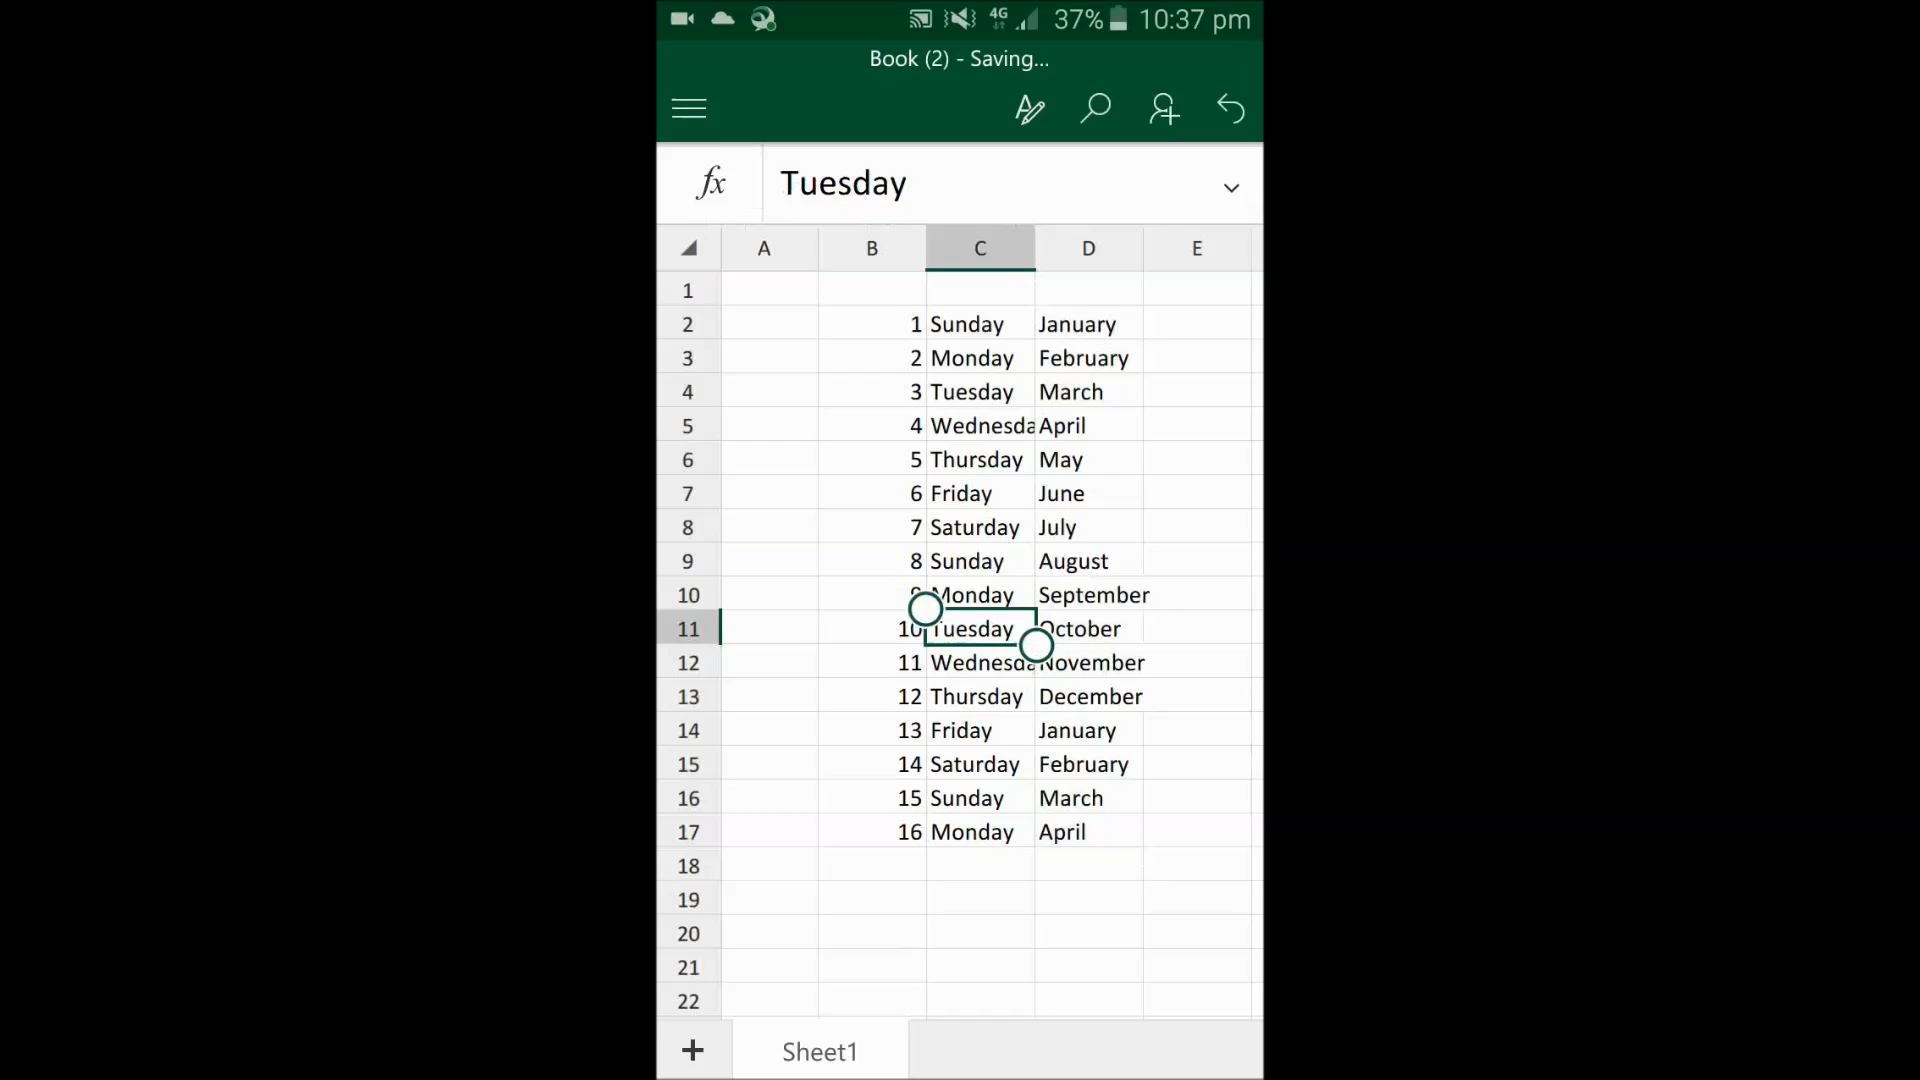 4G 37% 10:37 pm
Book (2) - Saving...
fx Tuesday
A B C D E
1
2 1 Sunday January
3 2 Monday February
4 3 Tuesday March
5 4 Wednesda April
6 5 Thursday May
7 6 Friday June
8 7 Saturday July
9 8 Sunday August
10 9 Monday September
11 10 Tuesday October
12 11 Wednesda November
13 12 Thursday December
14 13 Friday January
15 14 Saturday February
16 15 Sunday March
17 16 Monday April
18
19
20
21
22
+ Sheet1